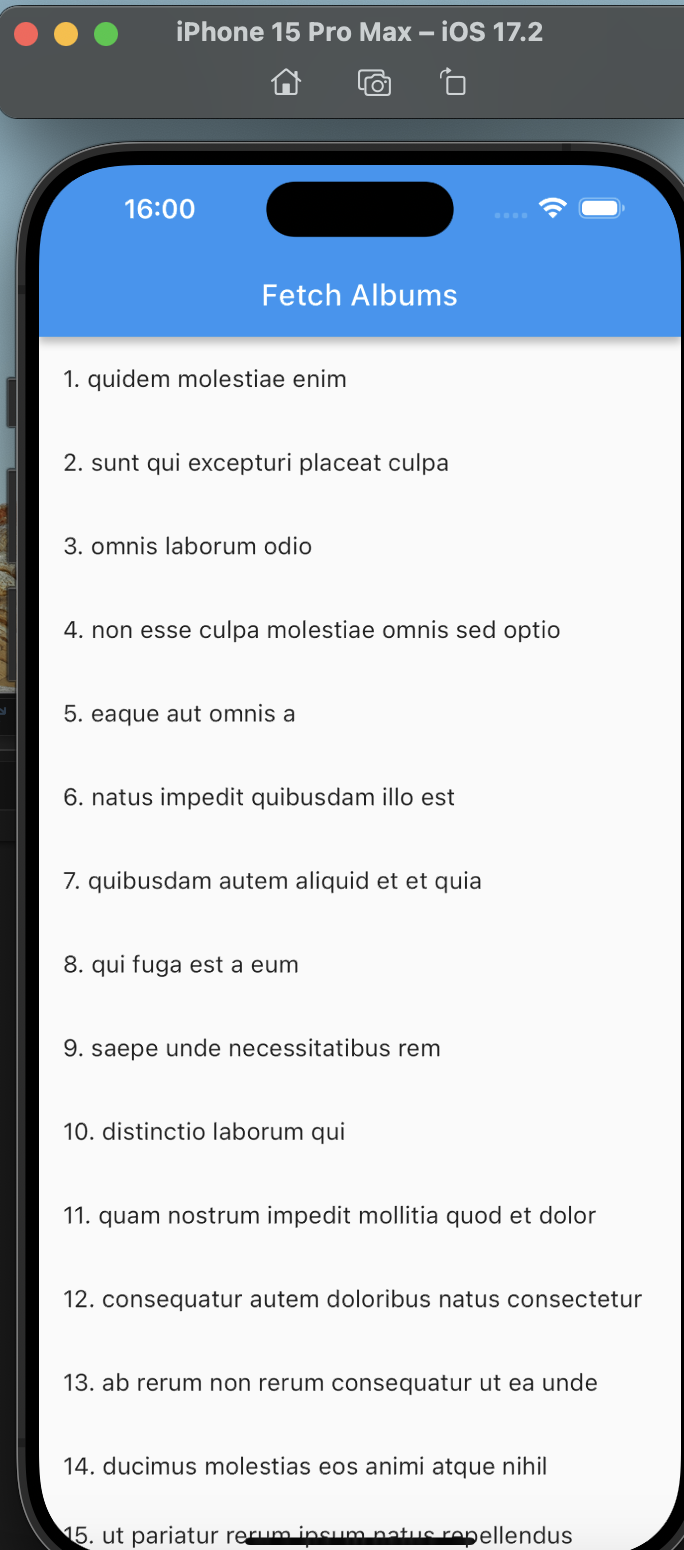 iPhone 15 Pro Max – iOS 17.2
16:00
Fetch Albums
1. quidem molestiae enim
2. sunt qui excepturi placeat culpa
3. omnis laborum odio
4. non esse culpa molestiae omnis sed optio
5. eaque aut omnis a
6. natus impedit quibusdam illo est
7. quibusdam autem aliquid et et quia
8. qui fuga est a eum
9. saepe unde necessitatibus rem
10. distinctio laborum qui
11. quam nostrum impedit mollitia quod et dolor
12. consequatur autem doloribus natus consectetur
13. ab rerum non rerum consequatur ut ea unde
14. ducimus molestias eos animi atque nihil
15. ut pariatur rerum ipsum natus repellendus